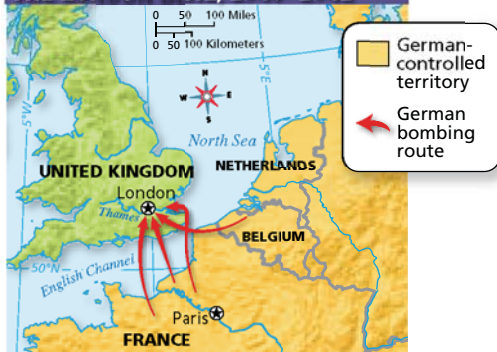 0 50 100 Miles
0 50 100 Kilometers
German-
controlled
territory
German
bombing
route
N
W E
S
5°W
5°E
North Sea
NETHERLANDS
UNITED KINGDOM
London
Thames
BELGIUM
50°N
English Channel
Paris
FRANCE